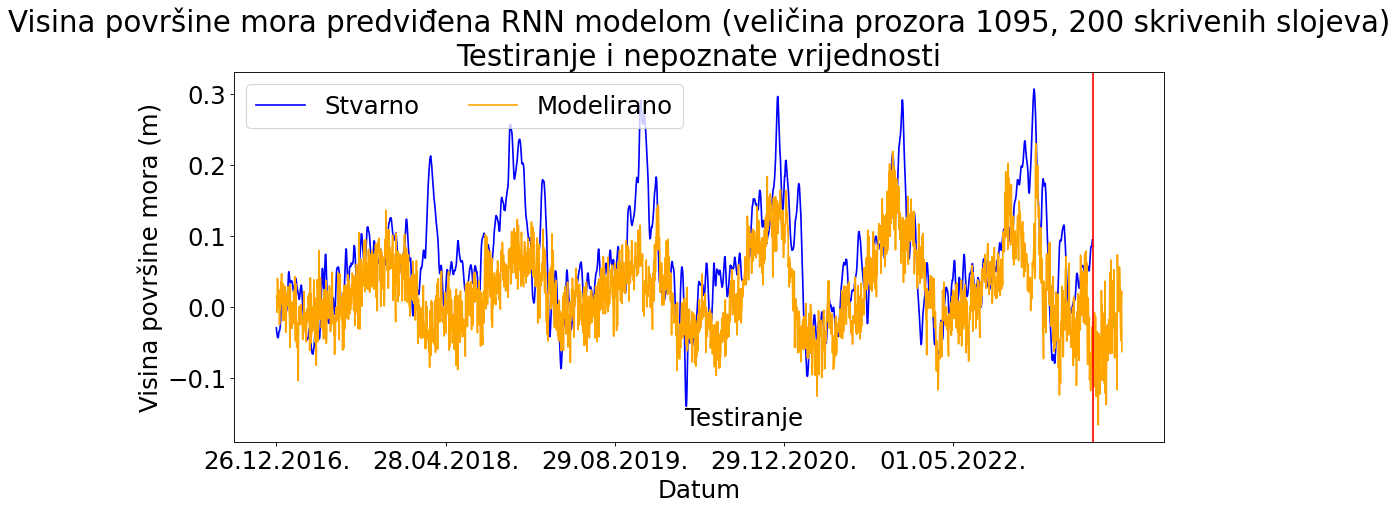 Visina površine mora predviđena RNN modelom (veličina prozora 1095, 200 skrivenih slojeva)
Testiranje i nepoznate vrijednosti
Stvarno
Modelirano
Visina površine mora (m)
0.3
0.2
0.1
0.0
−0.1
Testiranje
26.12.2016.
28.04.2018.
29.08.2019.
29.12.2020.
01.05.2022.
Datum